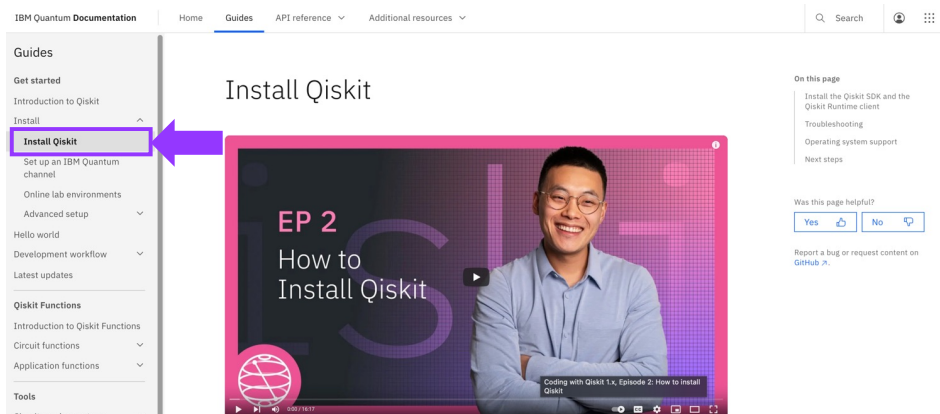 IBM Quantum Documentation
Home
Guides
API reference
Additional resources
Search
Guides
Get started
Introduction to Qiskit
Install
Install Qiskit
Set up an IBM Quantum
channel
Online lab environments
Advanced setup
Hello world
Development workflow
Latest updates
Qiskit Functions
Introduction to Qiskit Functions
Circuit functions
Application functions
Tools
Install Qiskit
EP 2
How to
Install Qiskit
Coding with Qiskit 1.x, Episode 2: How to install
Qiskit
0:00 / 16:17
On this page
Install the Qiskit SDK and the
Qiskit Runtime client
Troubleshooting
Operating system support
Next steps
Was this page helpful?
Yes
No
Report a bug or request content on
GitHub